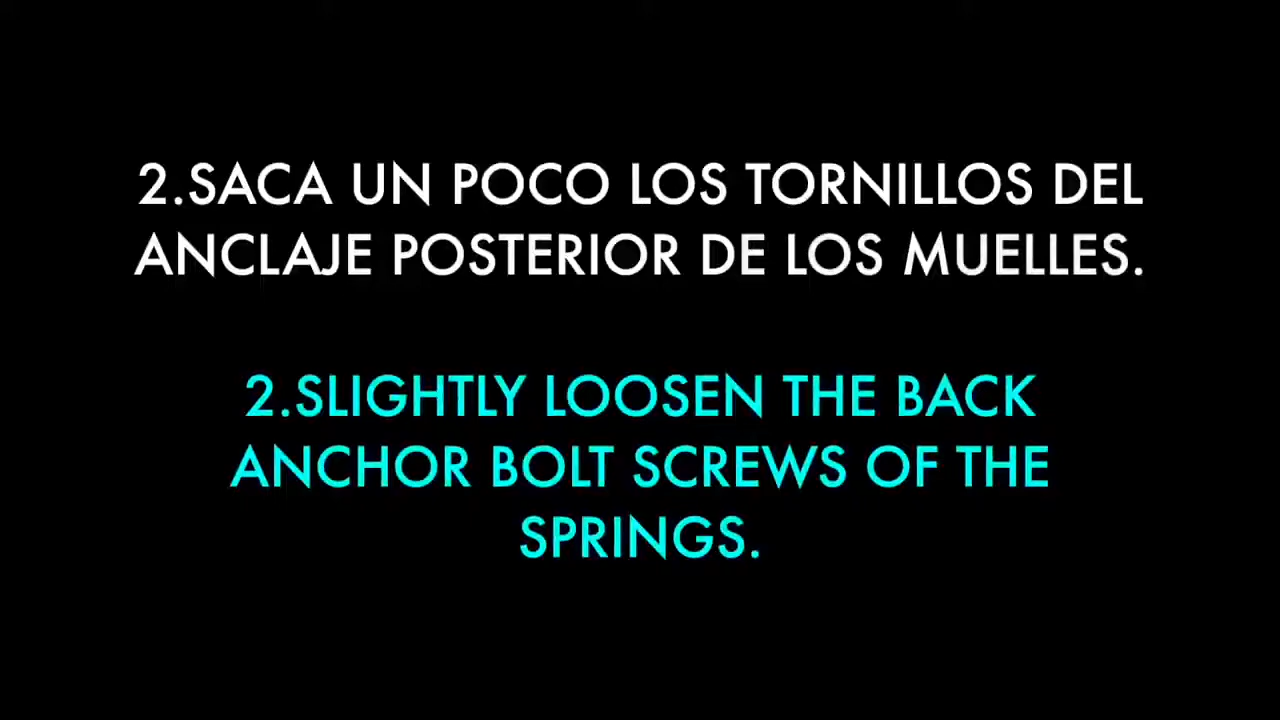 2.SACA UN POCO LOS TORNILLOS DEL
ANCLAJE POSTERIOR DE LOS MUELLES.
2.SLIGHTLY LOOSEN THE BACK
ANCHOR BOLT SCREWS OF THE
SPRINGS.